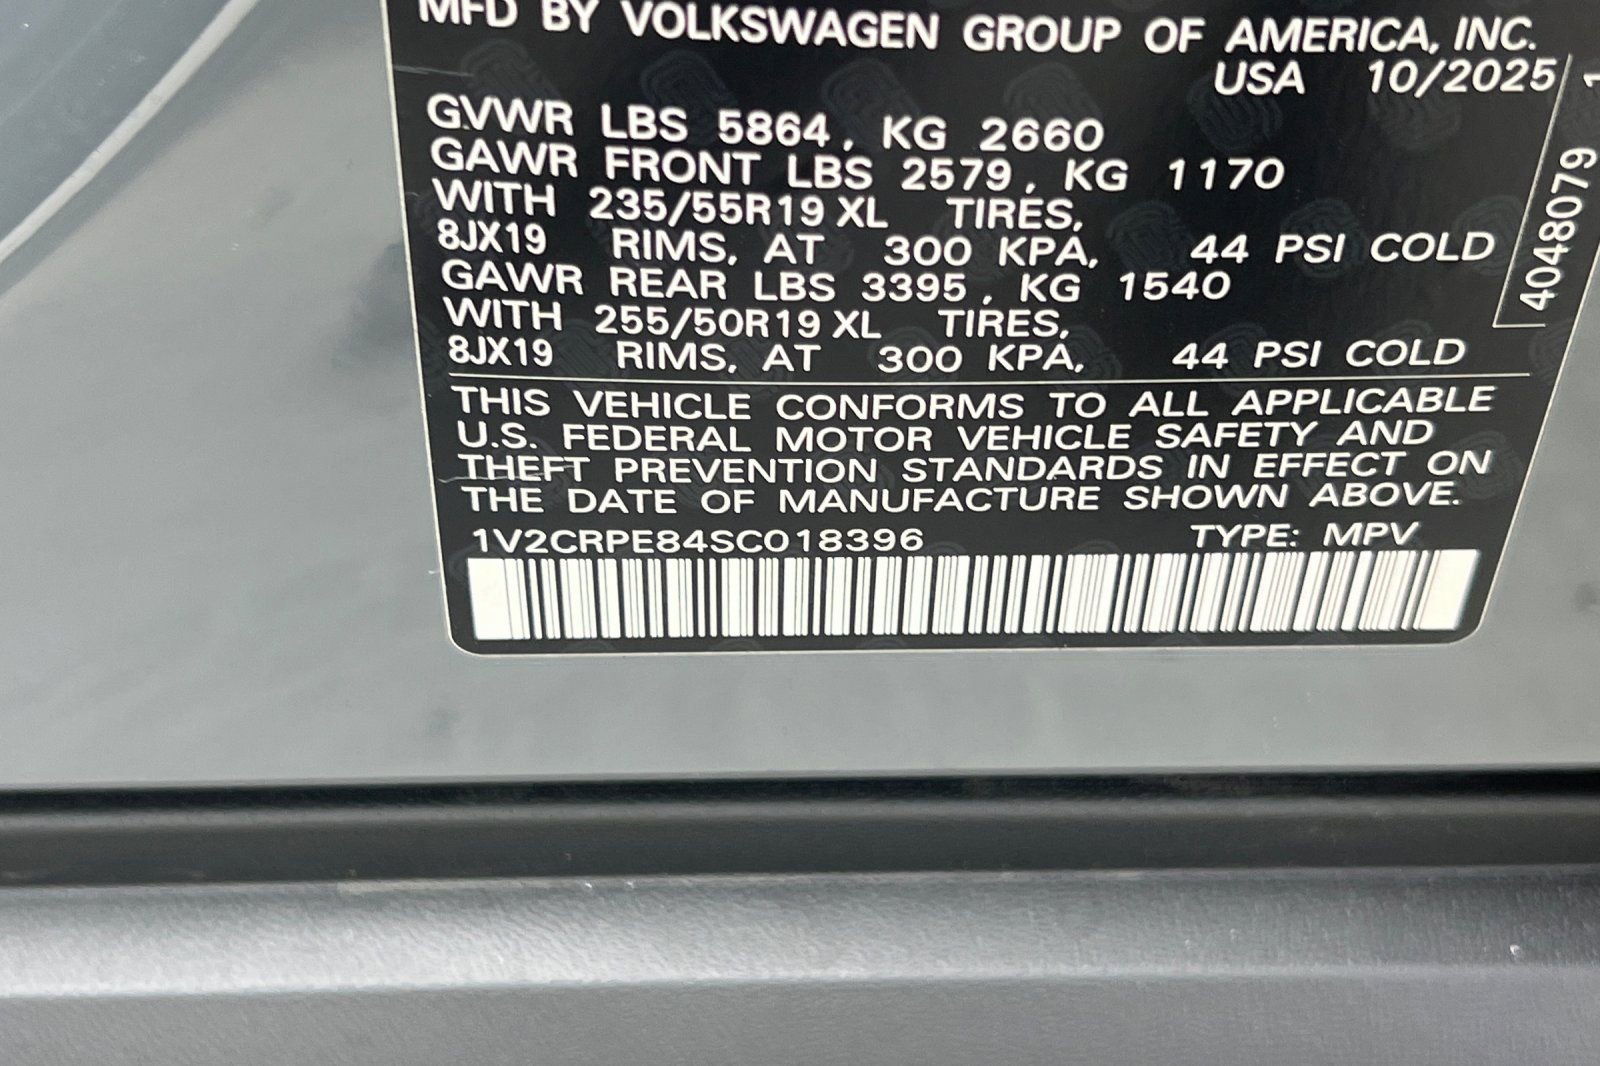 MFD BY VOLKSWAGEN GROUP OF AMERICA, INC.
USA 10/2025
GVWR LBS 5864, KG 2660
GAWR FRONT LBS 2579, KG 1170
WITH 235/55R19 XL TIRES,
8JX19 RIMS, AT 300 KPA, 44 PSI COLD
GAWR REAR LBS 3395, KG 1540
WITH 255/50R19 XL TIRES,
8JX19 RIMS, AT 300 KPA, 44 PSI COLD
THIS VEHICLE CONFORMS TO ALL APPLICABLE
U.S. FEDERAL MOTOR VEHICLE SAFETY AND
THEFT PREVENTION STANDARDS IN EFFECT ON
THE DATE OF MANUFACTURE SHOWN ABOVE.
1V2CRPE84SC018396 TYPE: MPV
4048079